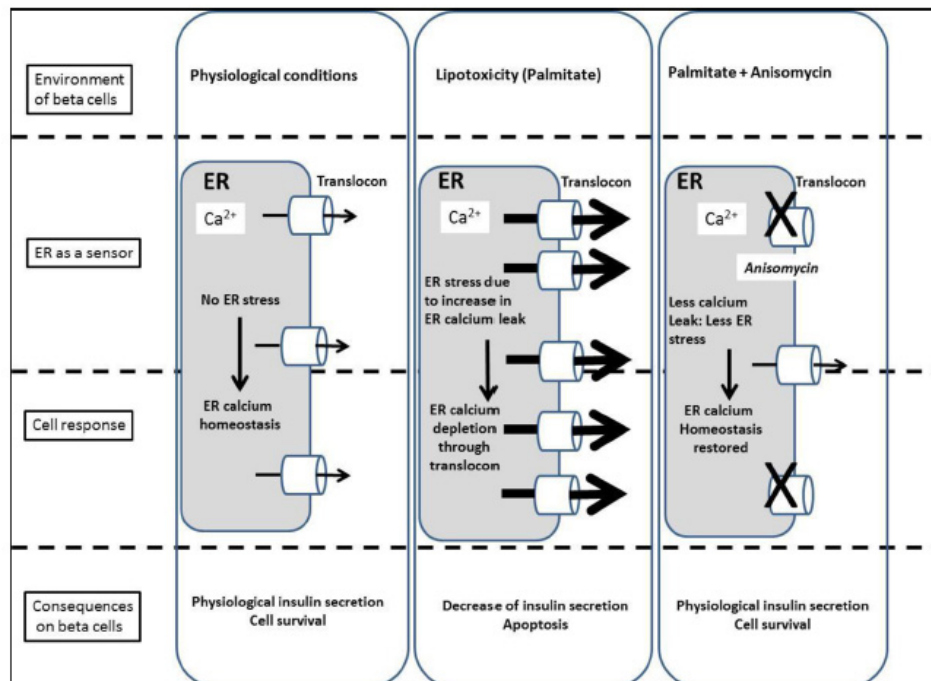 Environment
of beta cells
Physiological conditions
Lipotoxicity (Palmitate)
Palmitate + Anisomycin
ER as a sensor
ER
Translocon
Ca2+
No ER stress
ER
Translocon
Ca2+
ER stress due
to increase in
ER calcium leak
ER
Translocon
Ca2+
X
Anisomycin
Less calcium
Leak: Less ER
stress
Cell response
ER calcium
homeostasis
ER calcium
depletion
through
translocon
ER calcium
Homeostasis
restored
X
Consequences
on beta cells
Physiological insulin secretion
Cell survival
Decrease of insulin secretion
Apoptosis
Physiological insulin secretion
Cell survival